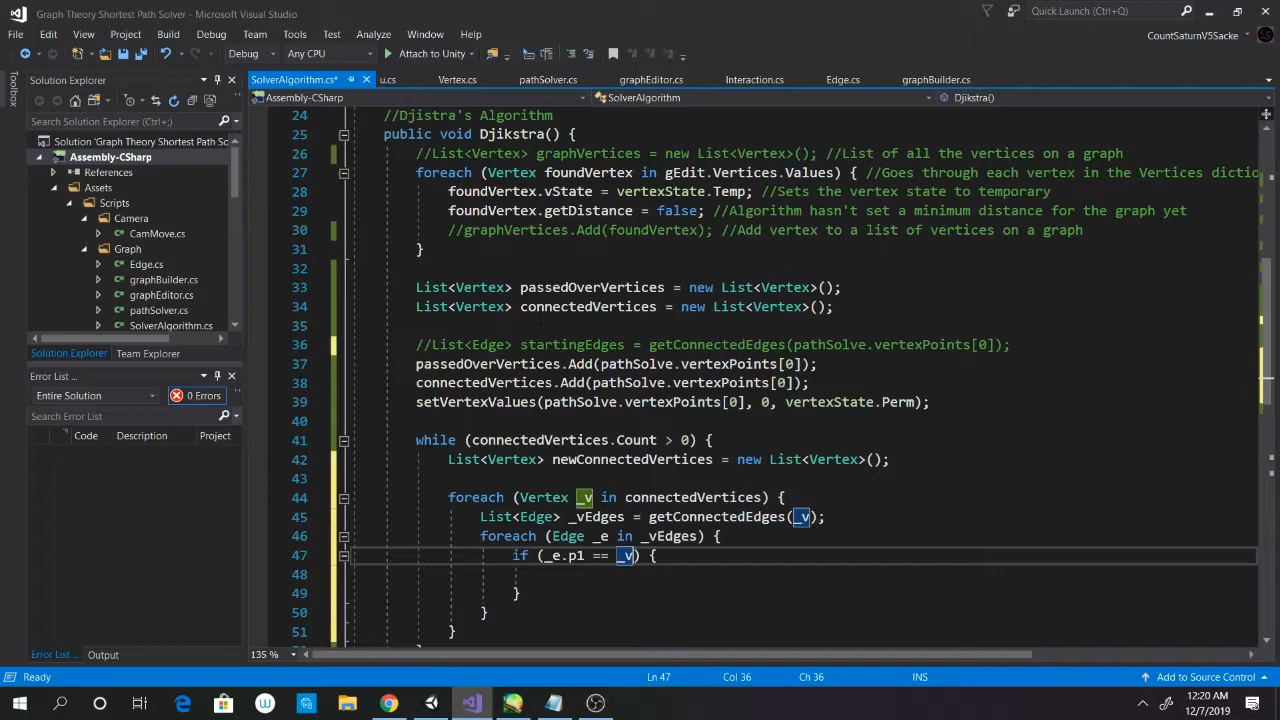 Graph Theory Shortest Path Solver - Microsoft Visual Studio
Quick Launch (Ctrl+Q)
File Edit View Project Build Debug Team Tools Test Analyze Window Help
CountSaturnV5Sacke
Debug Any CPU Attach to Unity
Toolbox
Solution Explorer
SolverAlgorithm.cs* u.cs Vertex.cs pathSolver.cs graphEditor.cs Interaction.cs Edge.cs graphBuilder.cs
Assembly-CSharp SolverAlgorithm Djikstra()
Search Solution Explorer (Ctrl+;)
Solution 'Graph Theory Shortest Path So
Assembly-CSharp
References
Assets
Scripts
Camera
CamMove.cs
Graph
Edge.cs
graphBuilder.cs
graphEditor.cs
pathSolver.cs
SolverAlgorithm.cs
Solution Explorer Team Explorer
Error List ...
Entire Solution 0 Errors
Search Error List
Code Description Project
Error List ... Output
24 //Djistra's Algorithm
25 public void Djikstra() {
26 //List<Vertex> graphVertices = new List<Vertex>(); //List of all the vertices on a graph
27 foreach (Vertex foundVertex in gEdit.Vertices.Values) { //Goes through each vertex in the Vertices dictio
28 foundVertex.vState = vertexState.Temp; //Sets the vertex state to temporary
29 foundVertex.getDistance = false; //Algorithm hasn't set a minimum distance for the graph yet
30 //graphVertices.Add(foundVertex); //Add vertex to a list of vertices on a graph
31 }
32
33 List<Vertex> passedOverVertices = new List<Vertex>();
34 List<Vertex> connectedVertices = new List<Vertex>();
35
36 //List<Edge> startingEdges = getConnectedEdges(pathSolve.vertexPoints[0]);
37 passedOverVertices.Add(pathSolve.vertexPoints[0]);
38 connectedVertices.Add(pathSolve.vertexPoints[0]);
39 setVertexValues(pathSolve.vertexPoints[0], 0, vertexState.Perm);
40
41 while (connectedVertices.Count > 0) {
42 List<Vertex> newConnectedVertices = new List<Vertex>();
43
44 foreach (Vertex _v in connectedVertices) {
45 List<Edge> _vEdges = getConnectedEdges(_v);
46 foreach (Edge _e in _vEdges) {
47 if (_e.p1 == _v) {
48
49 }
50 }
51 }
135 %
Ready Ln 47 Col 36 Ch 36 INS Add to Source Control
12:20 AM
12/7/2019